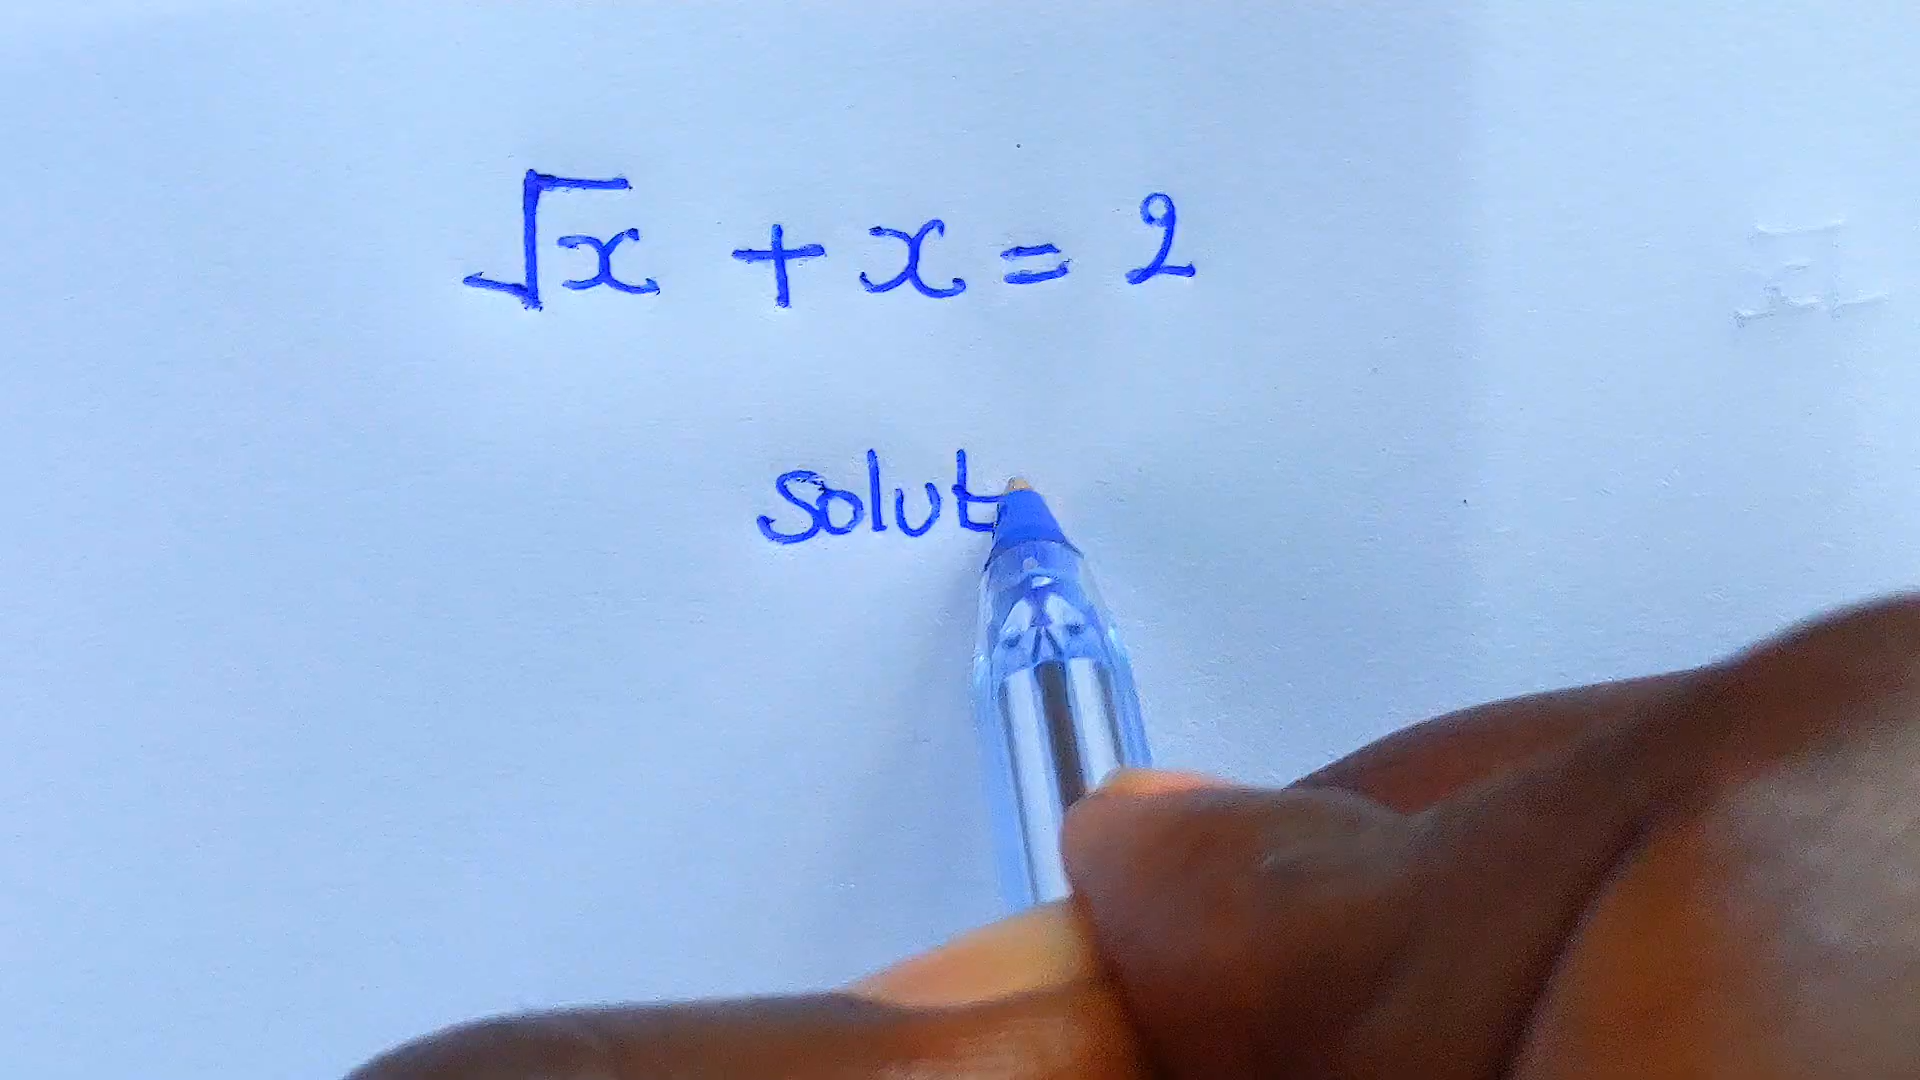 √x + x = 2
Solut